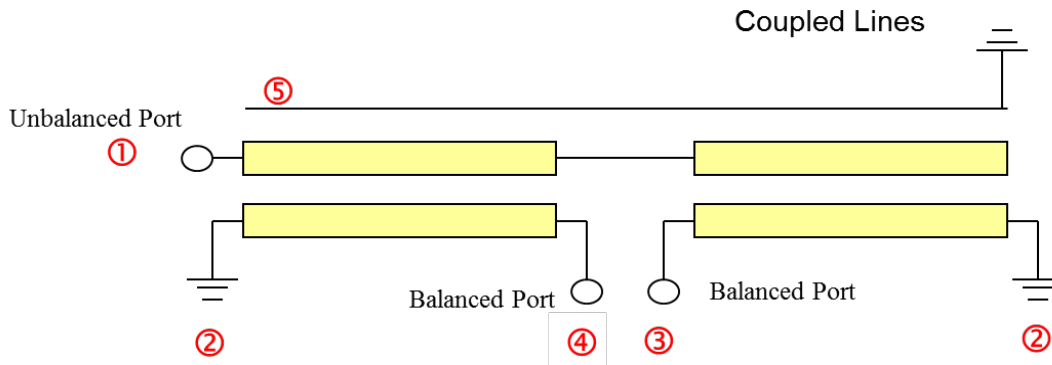 Coupled Lines
⑤
Unbalanced Port
①
Balanced Port
Balanced Port
②
④
③
②